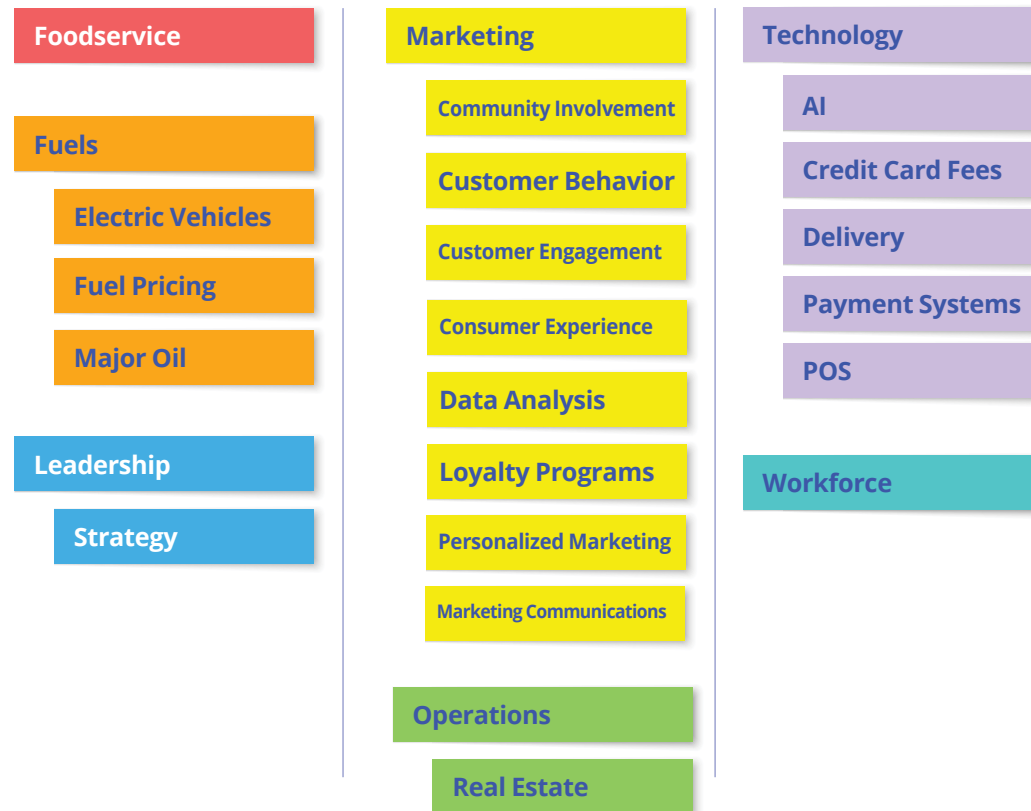 Foodservice
Fuels
Electric Vehicles
Fuel Pricing
Major Oil
Leadership
Strategy
Marketing
Community Involvement
Customer Behavior
Customer Engagement
Consumer Experience
Data Analysis
Loyalty Programs
Personalized Marketing
Marketing Communications
Operations
Real Estate
Technology
AI
Credit Card Fees
Delivery
Payment Systems
POS
Workforce